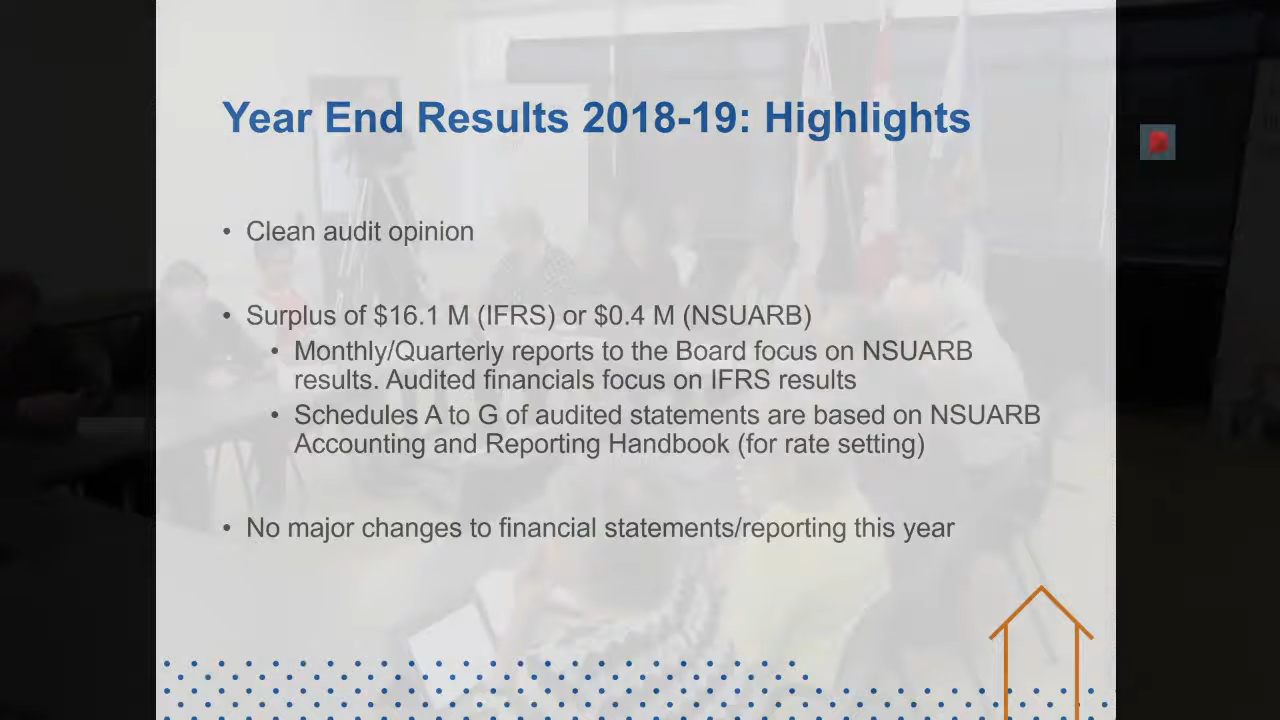 Year End Results 2018-19: Highlights
• Clean audit opinion
• Surplus of $16.1 M (IFRS) or $0.4 M (NSUARB)
• Monthly/Quarterly reports to the Board focus on NSUARB
results. Audited financials focus on IFRS results
• Schedules A to G of audited statements are based on NSUARB
Accounting and Reporting Handbook (for rate setting)
• No major changes to financial statements/reporting this year